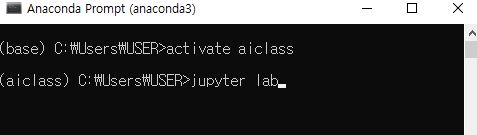 Anaconda Prompt (anaconda3)
(base) C:₩Users₩USER>activate aiclass
(aiclass) C:₩Users₩USER>jupyter lab